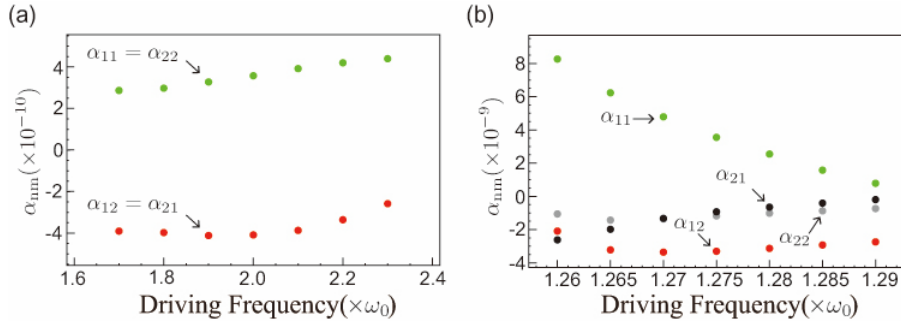 (a)
α11 = α22
α12 = α21
αnm(×10−10)
4
2
0
-2
-4
1.6 1.8 2.0 2.2 2.4
Driving Frequency(×ω0)
(b)
α11
α21
α12
α22
αnm(×10−9)
8
6
4
2
0
-2
-4
1.26 1.265 1.27 1.275 1.28 1.285 1.29
Driving Frequency(×ω0)